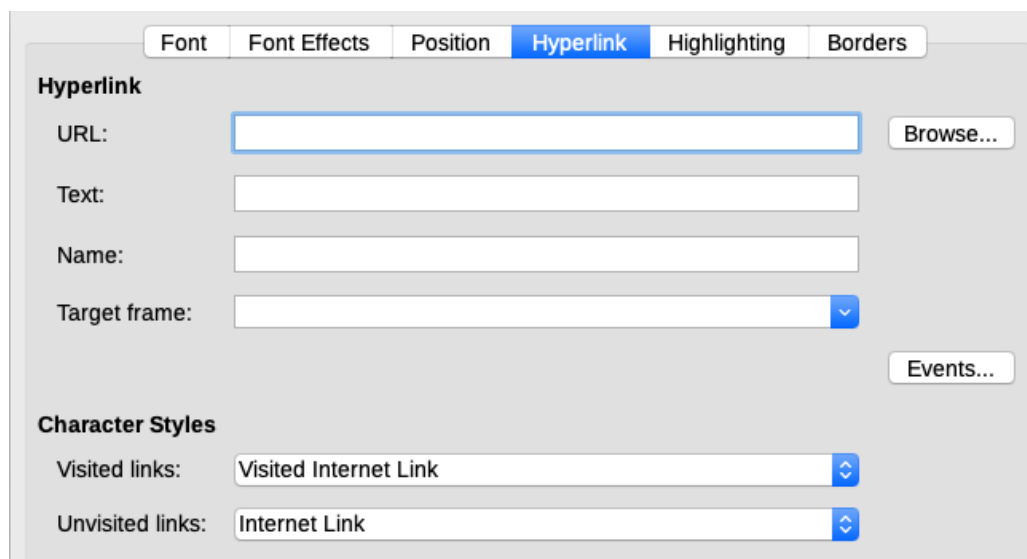 Font Font Effects Position Hyperlink Highlighting Borders
Hyperlink
URL: Browse...
Text:
Name:
Target frame:
Events...
Character Styles
Visited links: Visited Internet Link
Unvisited links: Internet Link